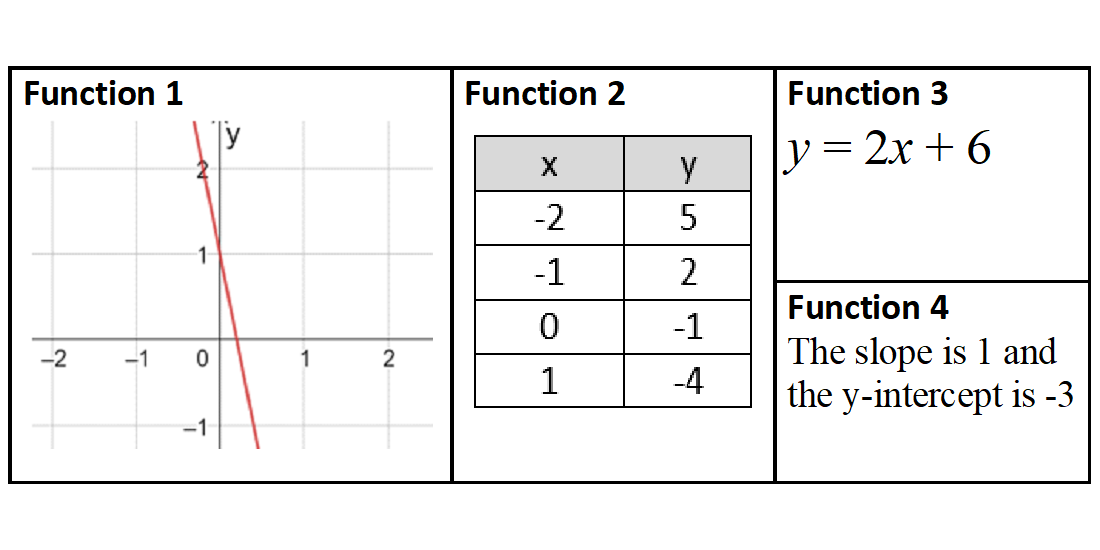 Function 1
y
2
1
-2 -1 0 1 2
-1
Function 2
x y
-2 5
-1 2
0 -1
1 -4
Function 3
y = 2x + 6
Function 4
The slope is 1 and
the y-intercept is -3